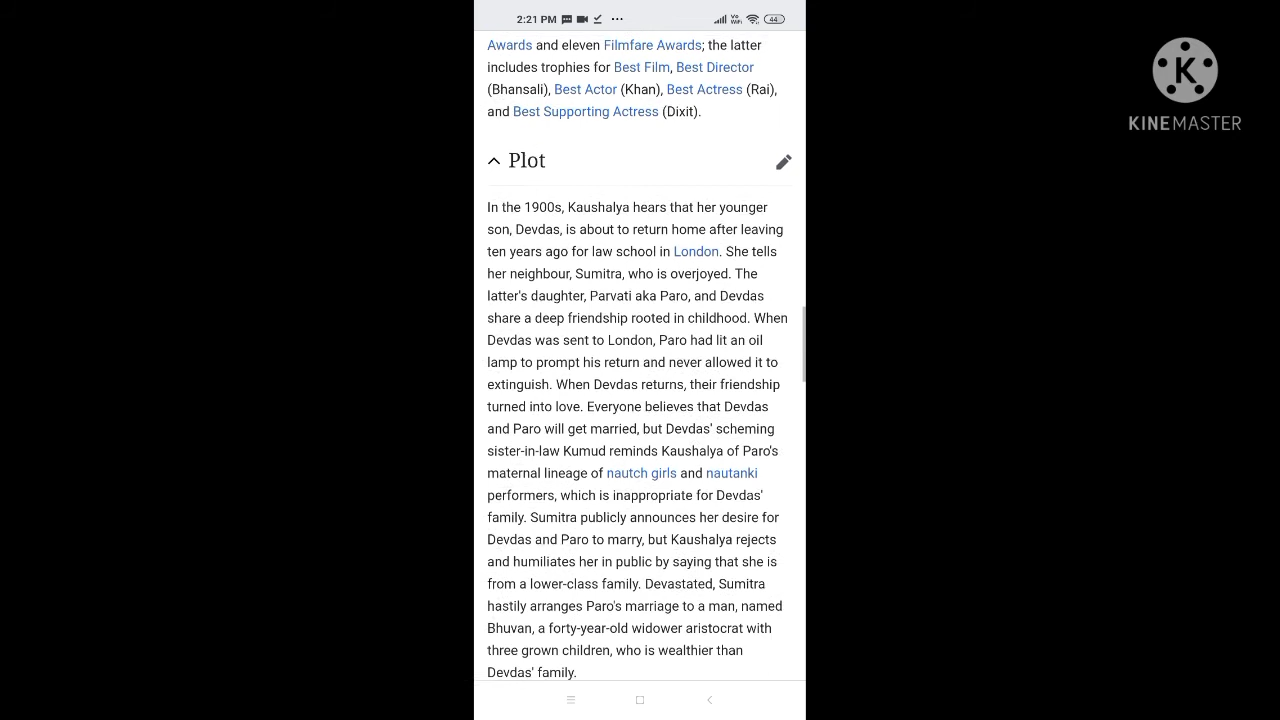 2:21 PM
Vo
WiFi
44
Awards and eleven Filmfare Awards; the latter
includes trophies for Best Film, Best Director
(Bhansali), Best Actor (Khan), Best Actress (Rai),
and Best Supporting Actress (Dixit).
Plot
In the 1900s, Kaushalya hears that her younger
son, Devdas, is about to return home after leaving
ten years ago for law school in London. She tells
her neighbour, Sumitra, who is overjoyed. The
latter's daughter, Parvati aka Paro, and Devdas
share a deep friendship rooted in childhood. When
Devdas was sent to London, Paro had lit an oil
lamp to prompt his return and never allowed it to
extinguish. When Devdas returns, their friendship
turned into love. Everyone believes that Devdas
and Paro will get married, but Devdas' scheming
sister-in-law Kumud reminds Kaushalya of Paro's
maternal lineage of nautch girls and nautanki
performers, which is inappropriate for Devdas'
family. Sumitra publicly announces her desire for
Devdas and Paro to marry, but Kaushalya rejects
and humiliates her in public by saying that she is
from a lower-class family. Devastated, Sumitra
hastily arranges Paro's marriage to a man, named
Bhuvan, a forty-year-old widower aristocrat with
three grown children, who is wealthier than
Devdas' family.
K
KINEMASTER